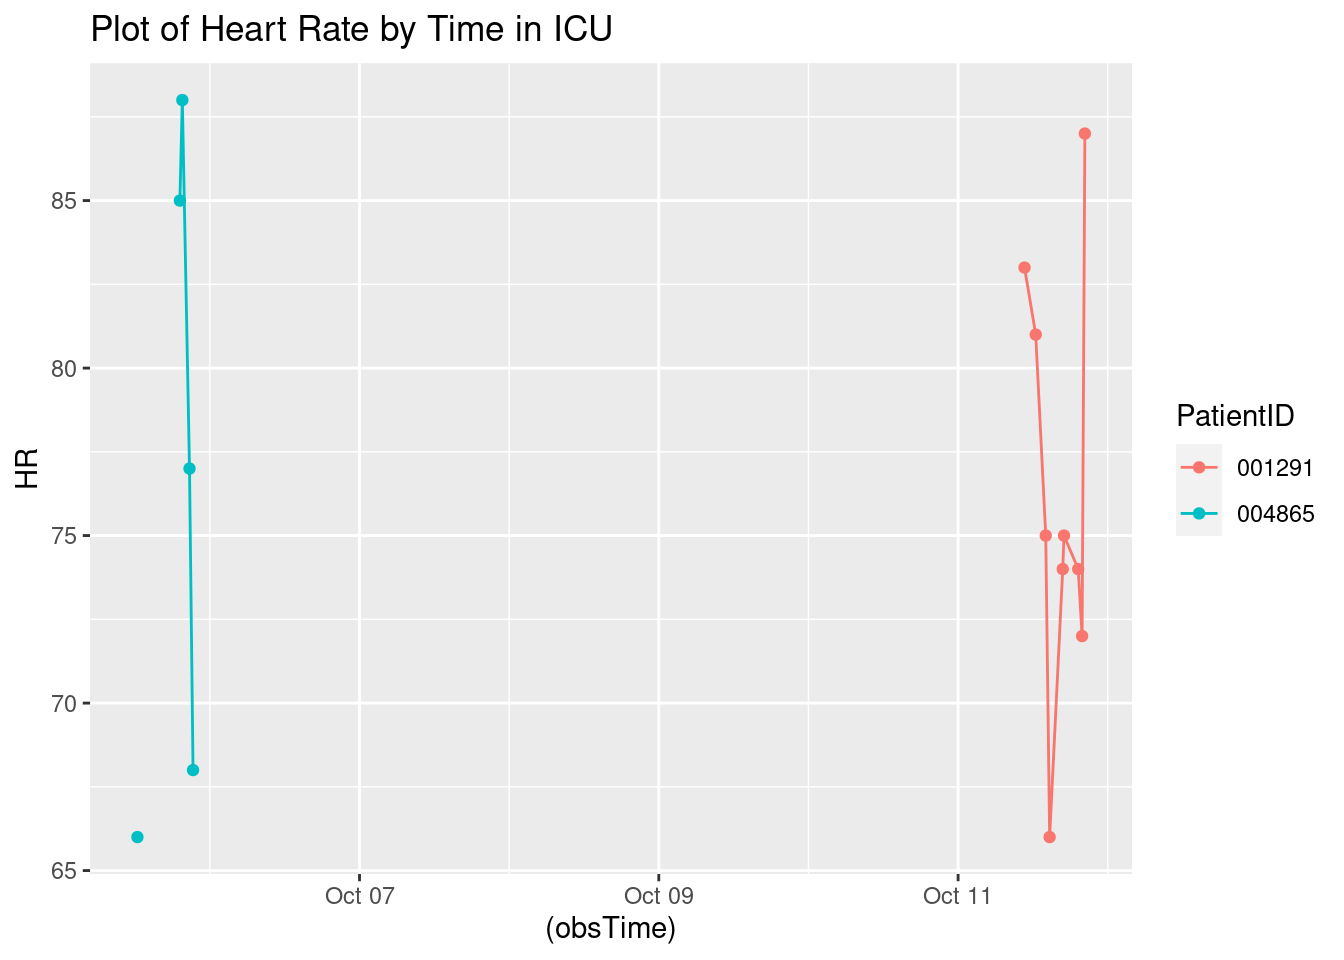 Plot of Heart Rate by Time in ICU
85
80
75
70
65
HR
Oct 07
Oct 09
Oct 11
(obsTime)
PatientID
001291
004865